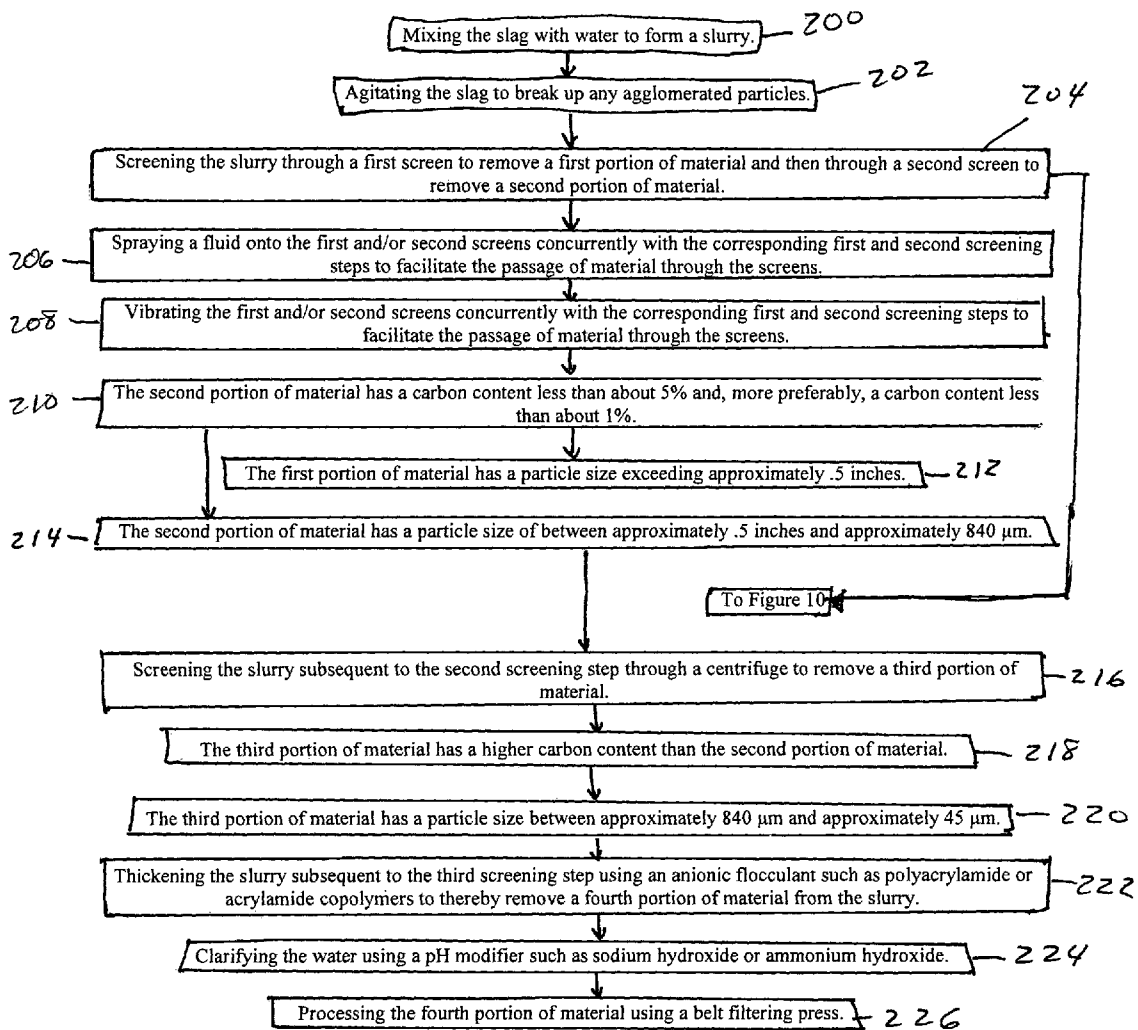 Mixing the slag with water to form a slurry.
200
Agitating the slag to break up any agglomerated particles.
202
204
Screening the slurry through a first screen to remove a first portion of material and then through a second screen to
remove a second portion of material.
206
Spraying a fluid onto the first and/or second screens concurrently with the corresponding first and second screening
steps to facilitate the passage of material through the screens.
208
Vibrating the first and/or second screens concurrently with the corresponding first and second screening steps to
facilitate the passage of material through the screens.
210
The second portion of material has a carbon content less than about 5% and, more preferably, a carbon content less
than about 1%.
The first portion of material has a particle size exceeding approximately .5 inches.
212
214
The second portion of material has a particle size of between approximately .5 inches and approximately 840 μm.
To Figure 10
Screening the slurry subsequent to the second screening step through a centrifuge to remove a third portion of
material.
216
The third portion of material has a higher carbon content than the second portion of material.
218
The third portion of material has a particle size between approximately 840 μm and approximately 45 μm.
220
Thickening the slurry subsequent to the third screening step using an anionic flocculant such as polyacrylamide or
acrylamide copolymers to thereby remove a fourth portion of material from the slurry.
222
Clarifying the water using a pH modifier such as sodium hydroxide or ammonium hydroxide.
224
Processing the fourth portion of material using a belt filtering press.
226